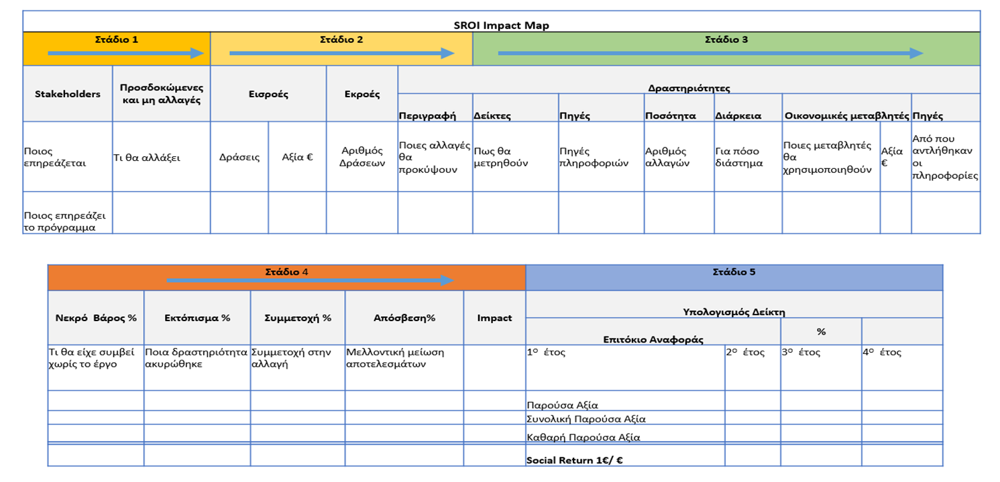 SROI Impact Map
Στάδιο 1
Στάδιο 2
Στάδιο 3
Stakeholders
Προσδοκώμενες
και μη αλλαγές
Εισροές
Εκροές
Δραστηριότητες
Περιγραφή
Δείκτες
Πηγές
Ποσότητα
Διάρκεια
Οικονομικές μεταβλητές
Πηγές
Ποιος
επηρεάζεται
Τι θα αλλάξει
Δράσεις
Αξία €
Αριθμός
Δράσεων
Ποιες αλλαγές
θα
προκύψουν
Πως θα
μετρηθούν
Πηγές
πληροφοριών
Αριθμός
αλλαγών
Για πόσο
διάστημα
Ποιες μεταβλητές
θα
χρησιμοποιηθούν
Αξία
€
Από που
αντλήθηκαν
οι
πληροφορίες
Ποιος επηρεάζει
το πρόγραμμα
Στάδιο 4
Στάδιο 5
Νεκρό Βάρος %
Εκτόπισμα %
Συμμετοχή %
Απόσβεση%
Impact
Υπολογισμός Δείκτη
Επιτόκιο Αναφοράς
%
Τι θα είχε συμβεί
χωρίς το έργο
Ποια δραστηριότητα
ακυρώθηκε
Συμμετοχή στην
αλλαγή
Μελλοντική μείωση
αποτελεσμάτων
1ο έτος
2ο έτος
3ο έτος
4ο έτος
Παρούσα Αξία
Συνολική Παρούσα Αξία
Καθαρή Παρούσα Αξία
Social Return 1€/ €